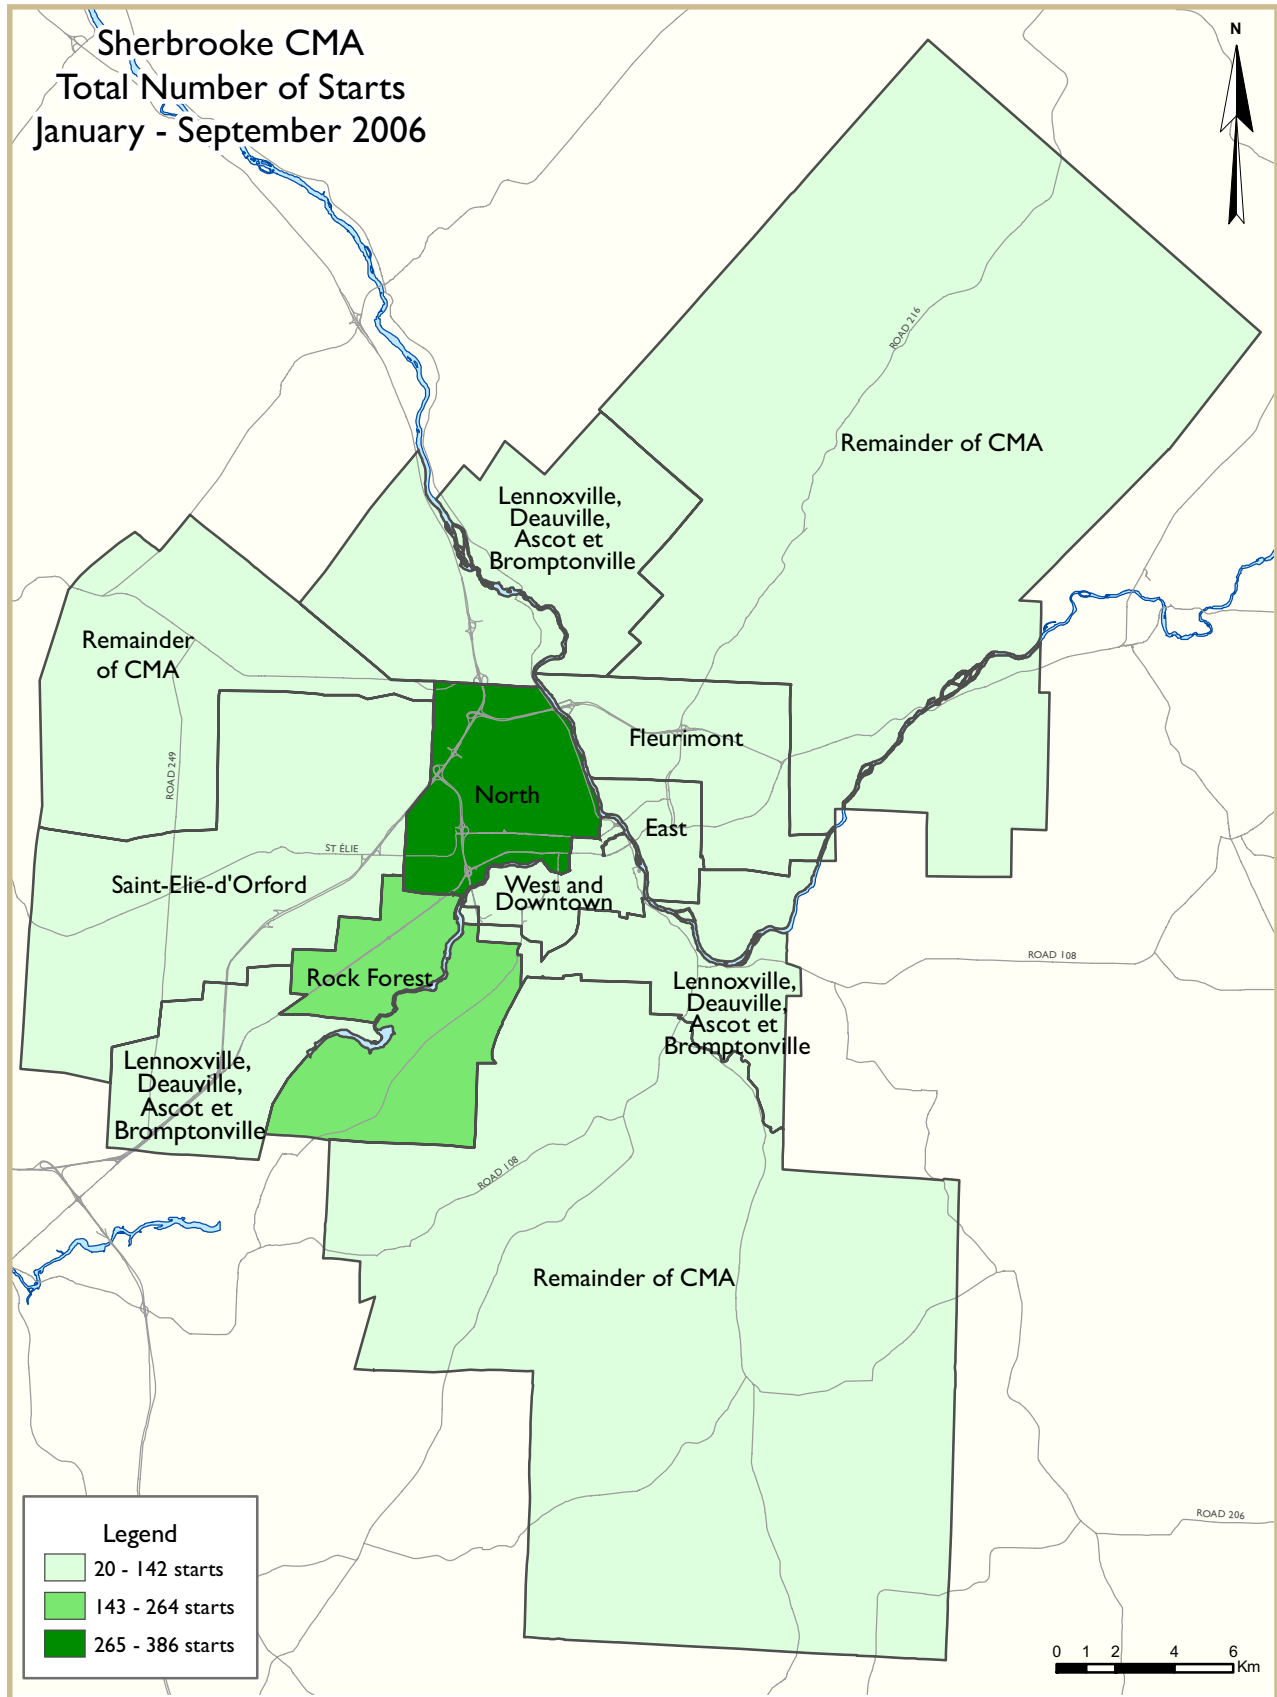 Sherbrooke CMA
Total Number of Starts
January - September 2006
N
ROAD 216
Remainder of CMA
Lennoxville,
Deauville,
Ascot et
Bromptonville
Remainder
of CMA
ROAD 249
Fleurimont
North
East
ST ÉLIE
Saint-Elie-d'Orford
West and
Downtown
Rock Forest
ROAD 108
Lennoxville,
Deauville,
Ascot et
Bromptonville
Lennoxville,
Deauville,
Ascot et
Bromptonville
ROAD 108
Remainder of CMA
ROAD 206
Legend
20 - 142 starts
143 - 264 starts
265 - 386 starts
0 1 2 4 6
Km